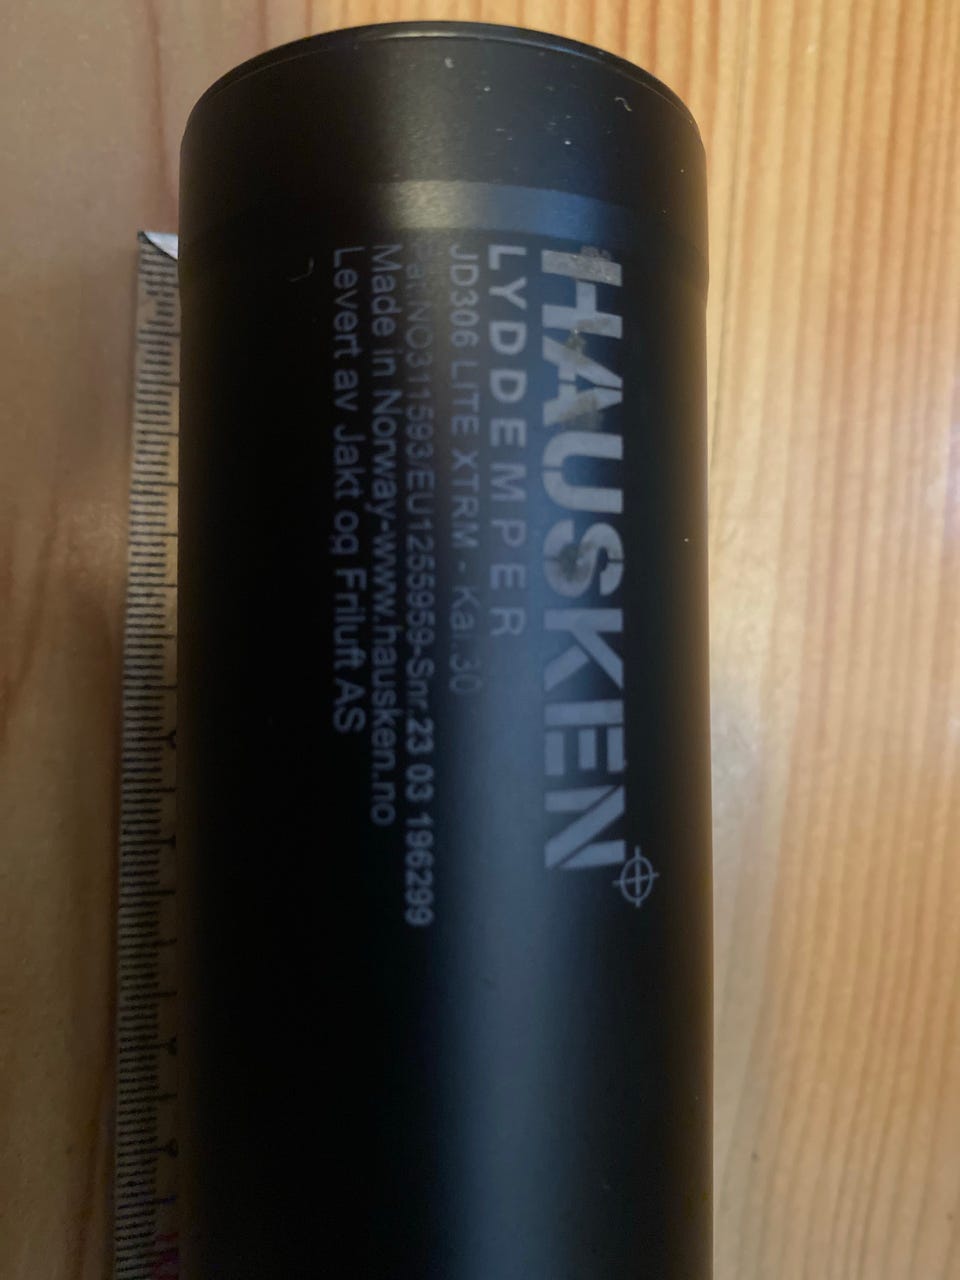 HAUSKEN
LYDDEMPER
JD306 LITE XTRM - Kal.30
Pat.NO311593/EU1255959-Snr.23 03 196299
Made in Norway-www.hausken.no
Levert av Jakt og Friluft AS